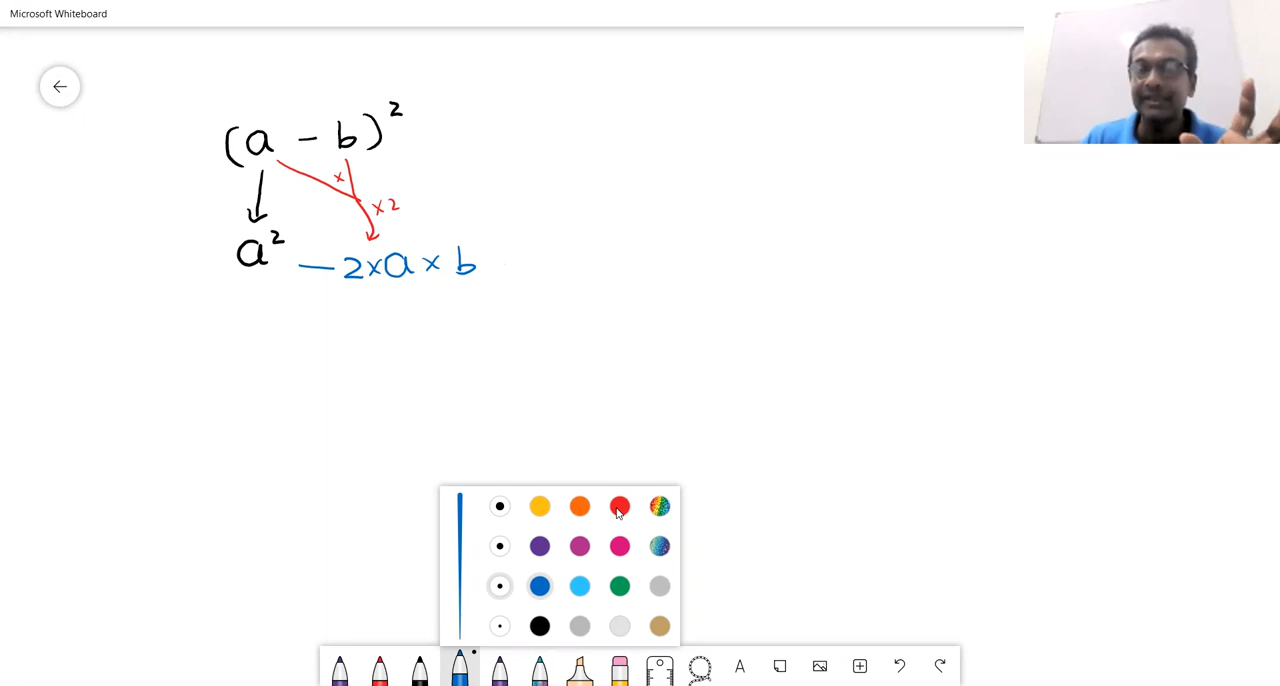 Microsoft Whiteboard
(a - b)²
×
× 2
a² - 2 × a × b
A